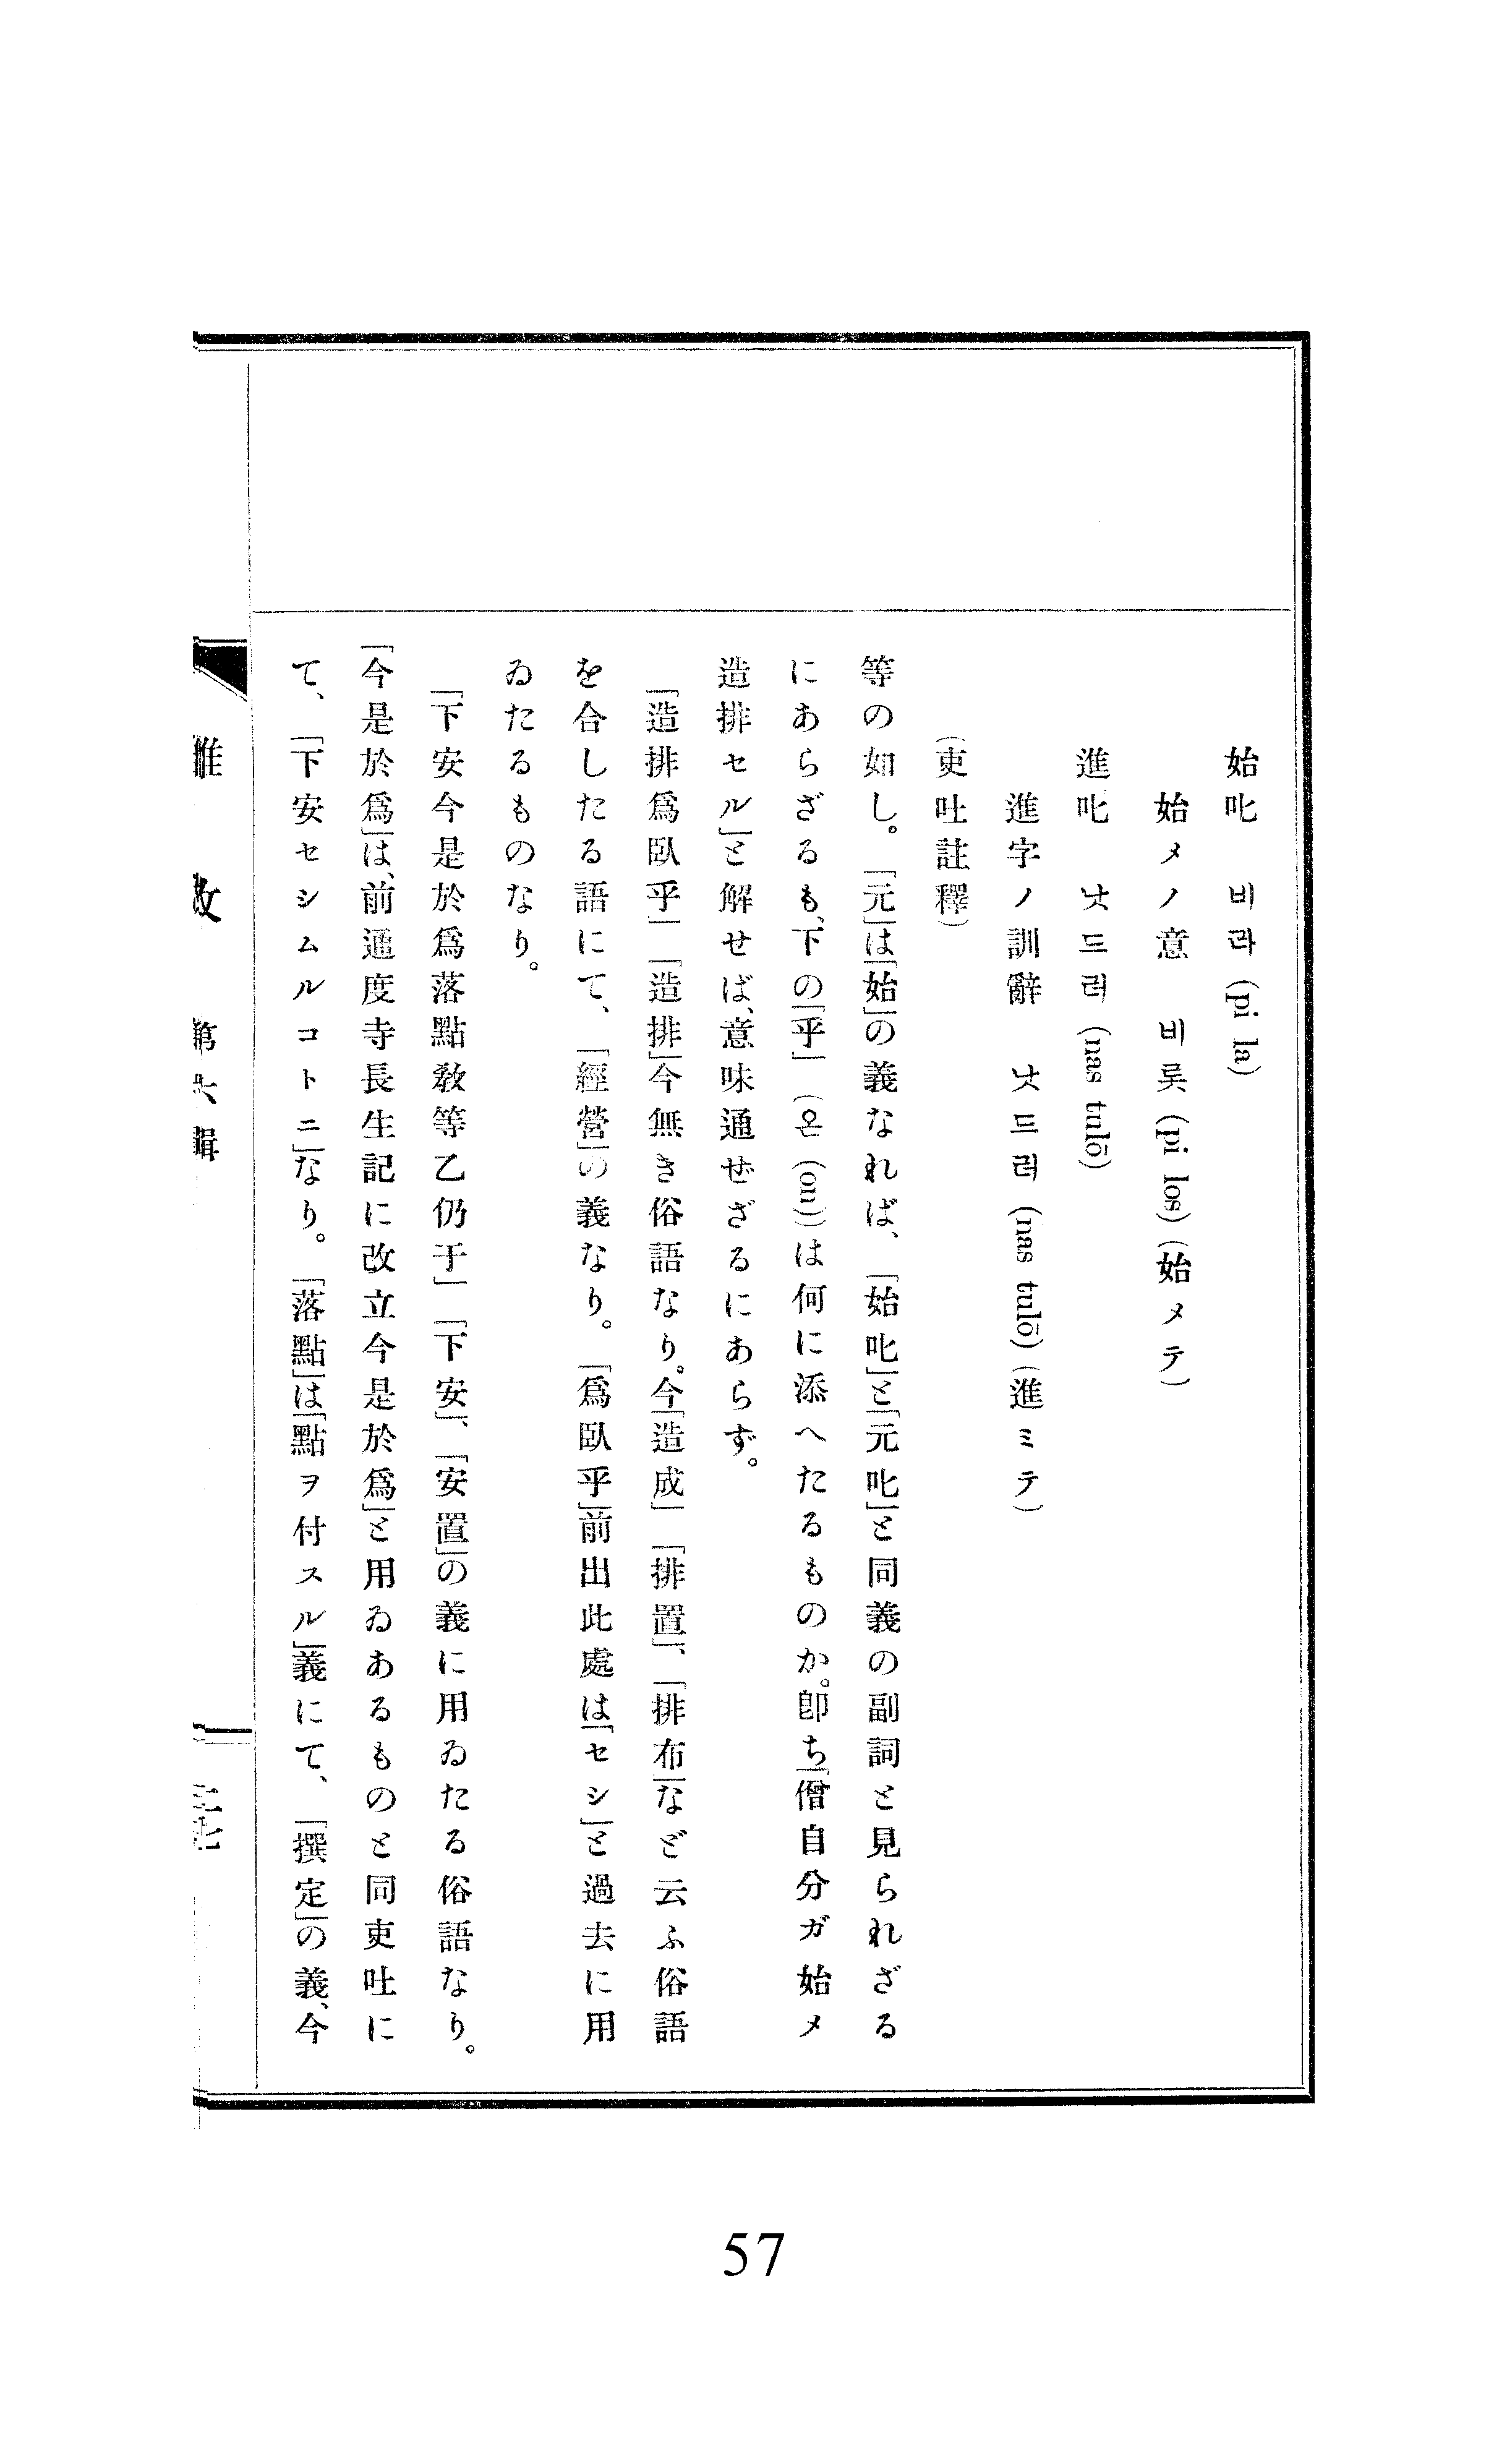 始叱　비라 (pi la)
始メノ意　비롯 (pi los)（始メテ）
進叱　낫드러 (nas tulŏ)
進字ノ訓辭　낫드러 (nas tulŏ)（進ミテ）
（吏吐註釋）
等の如し。「元」は「始」の義なれば、「始叱」と「元叱」と同義の副詞と見られざる
にあらざるも、下の「乎」（온 (on)）は何に添へたるものか。卽ち「僧自分ガ始メ
造排セル」と解せば、意味通ぜざるにあらず。
「造排爲臥乎」「造排」今無き俗語なり。今「造成」「排置」、「排布」など云ふ俗語
を合したる語にて、「經營」の義なり。「爲臥乎」前出此處は「セシ」と過去に用
ゐたるものなり。
「下安今是於爲落點敎等乙仍于」「下安」、「安置」の義に用ゐたる俗語なり。
「今是於爲」は、前通度寺長生記に改立今是於爲」と用ゐあるものと同吏吐に
て、「下安セシムルコトニ」なり。「落點」は「點ヲ付スル」義にて、「撰定」の義、今
第六輯
57